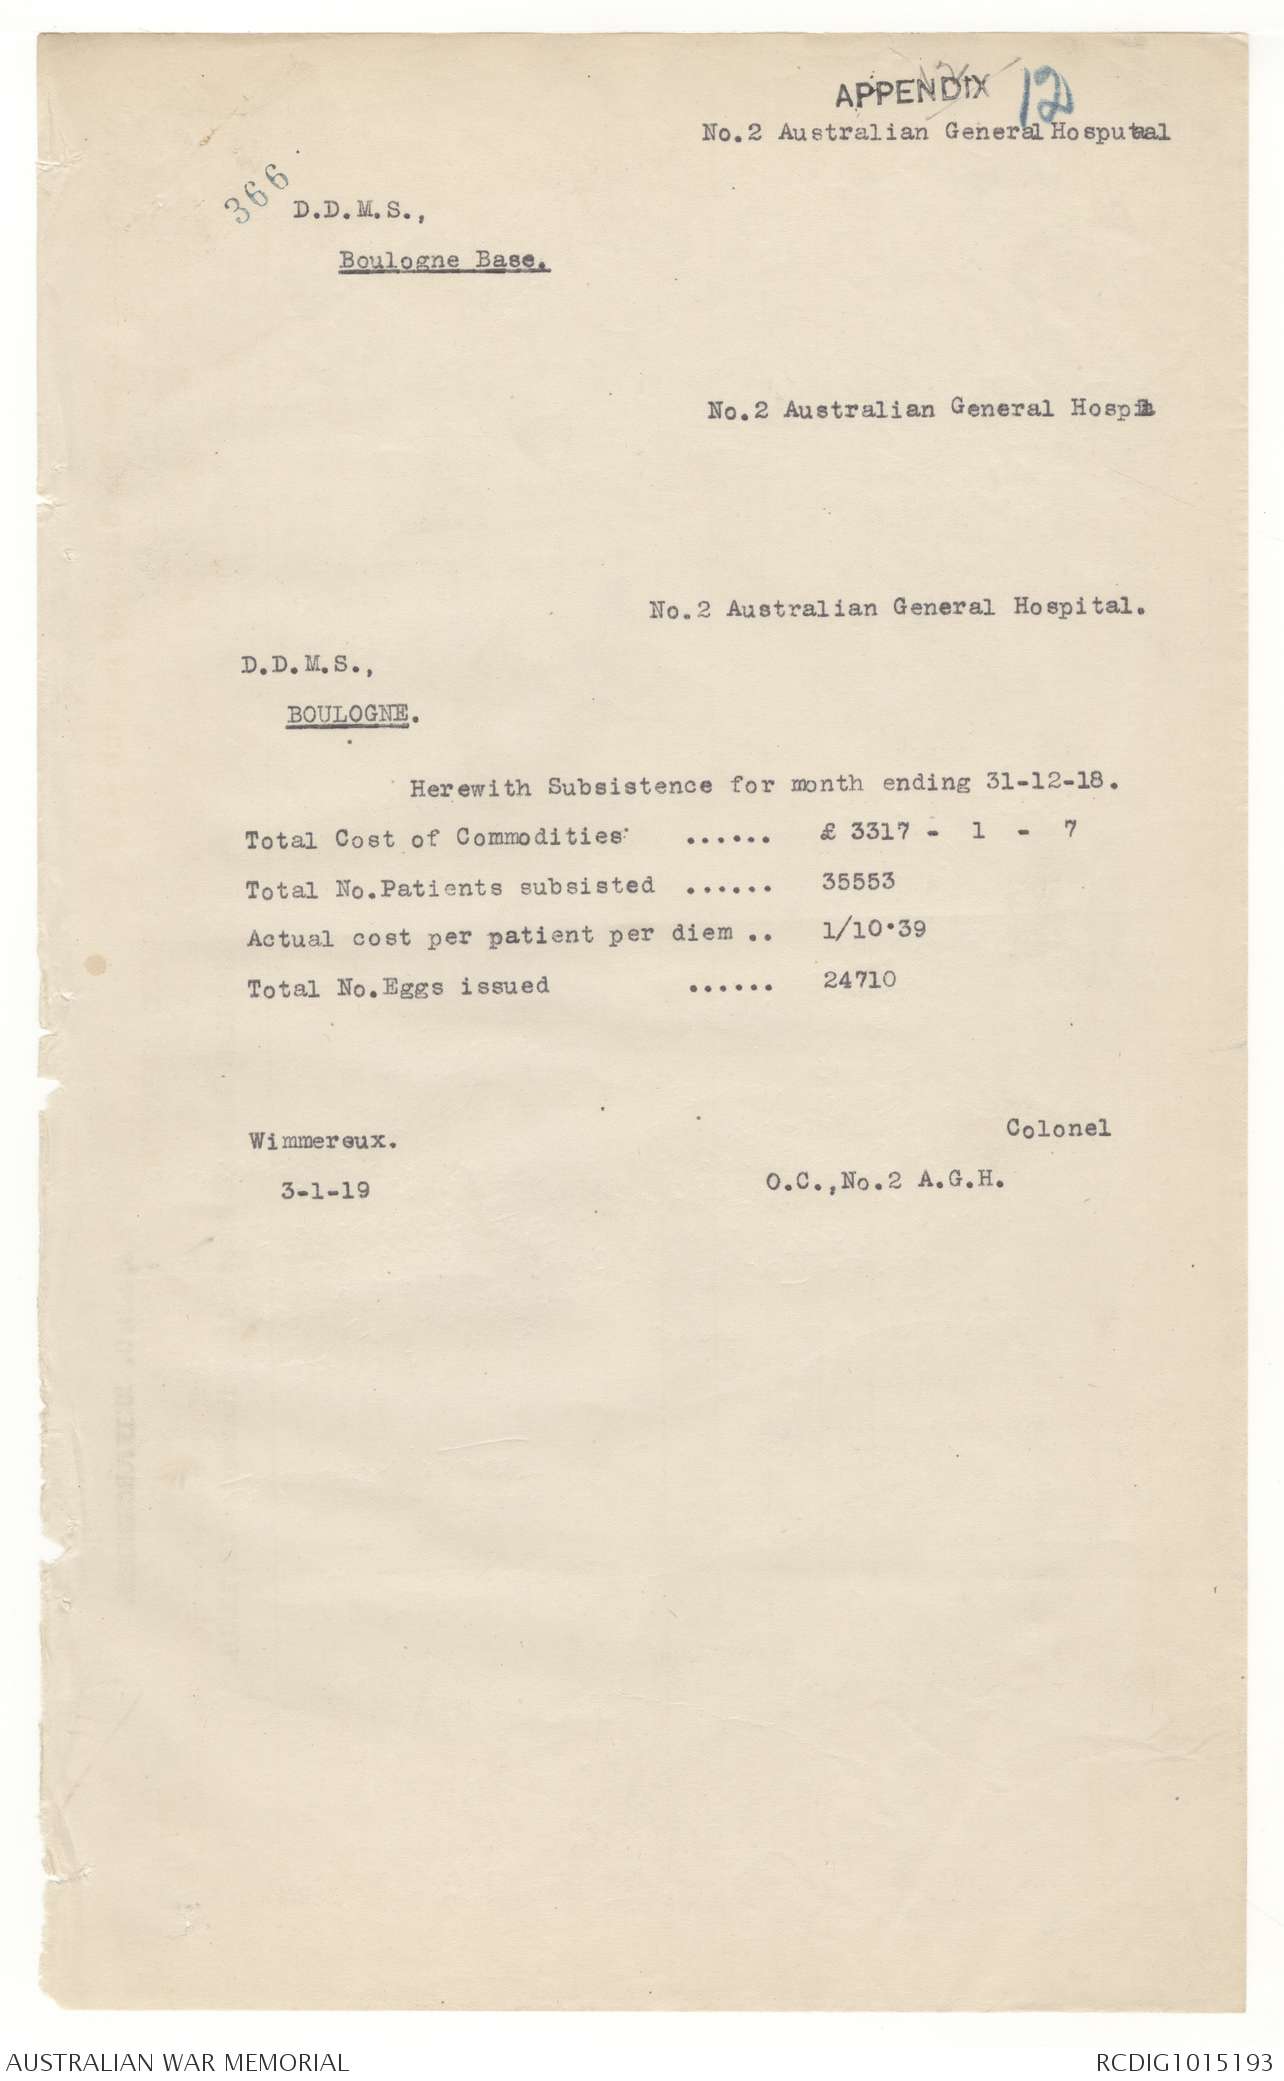 APPENDIX 12
No.2 Australian General Hosputal
366
D.D.M.S.,
Boulogne Base.
No.2 Australian General
No.2 Australian General Hospital.
D.D.M.S.,
BOULOGNE.
Herewith Subsistence for month ending 31-12-18.
Total Cost of Commodities ...... £ 3317 - 1 - 7
Total No.Patients subsisted ...... 35553
Actual cost per patient per diem .. 1/10.39
Total No.Eggs issued ...... 24710
Colonel
Wimmereux.
O.C.,No.2 A.G.H.
3-1-19
AUSTRALIAN WAR MEMORIAL
RCDIG1015193